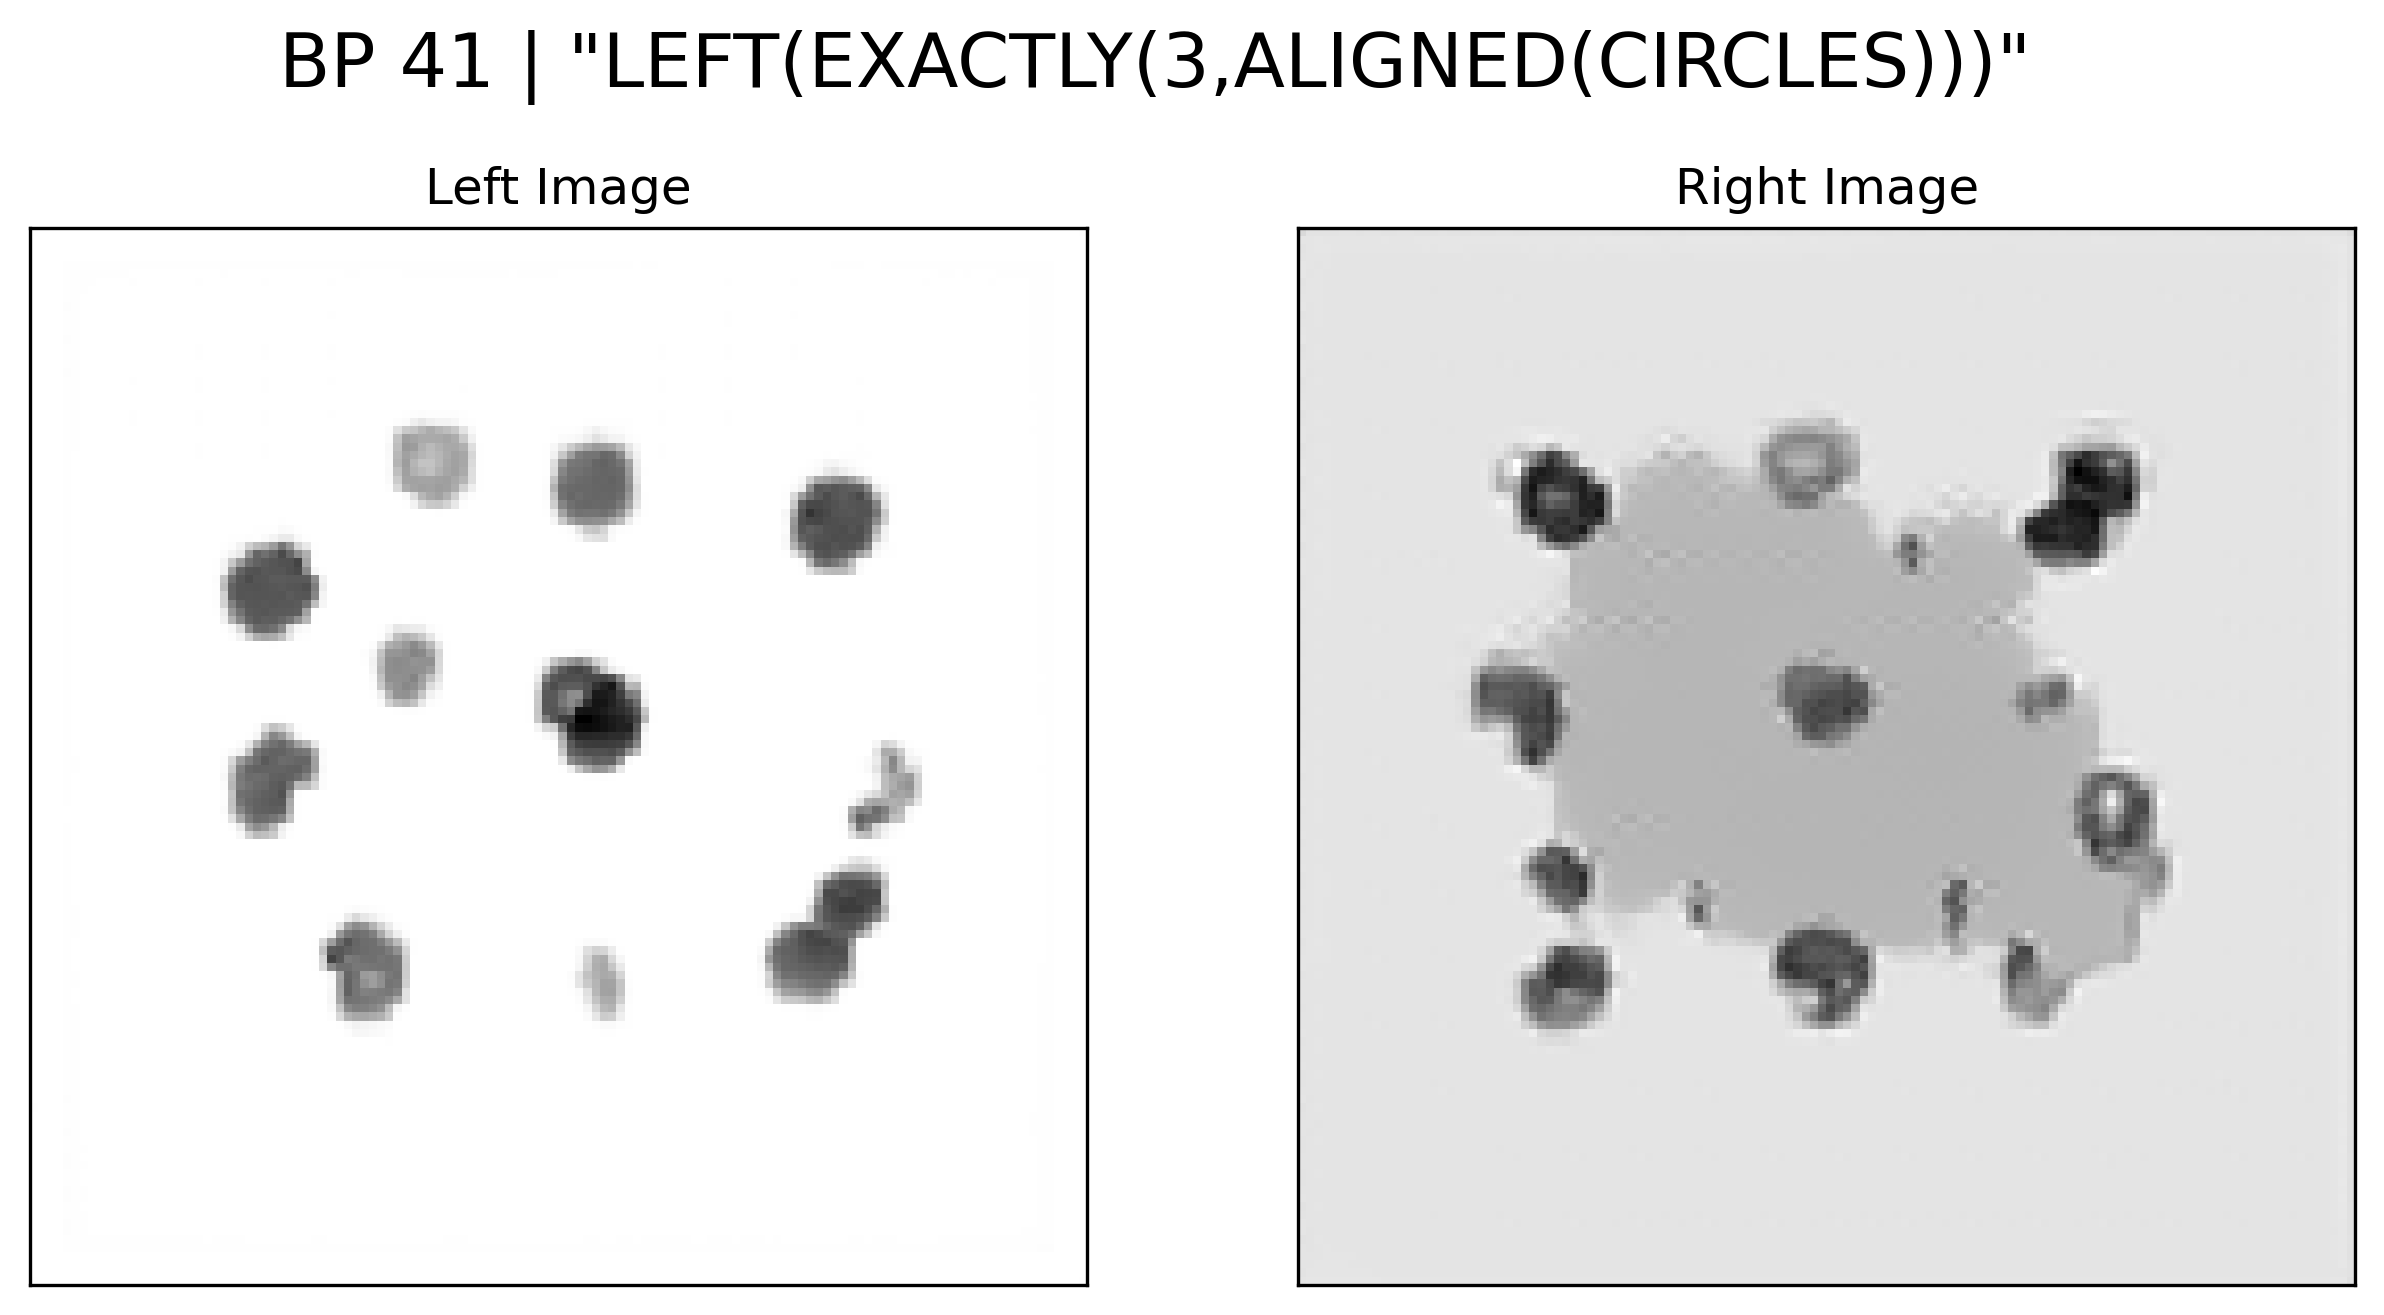 BP 41 | "LEFT(EXACTLY(3,ALIGNED(CIRCLES)))"
Left Image
Right Image